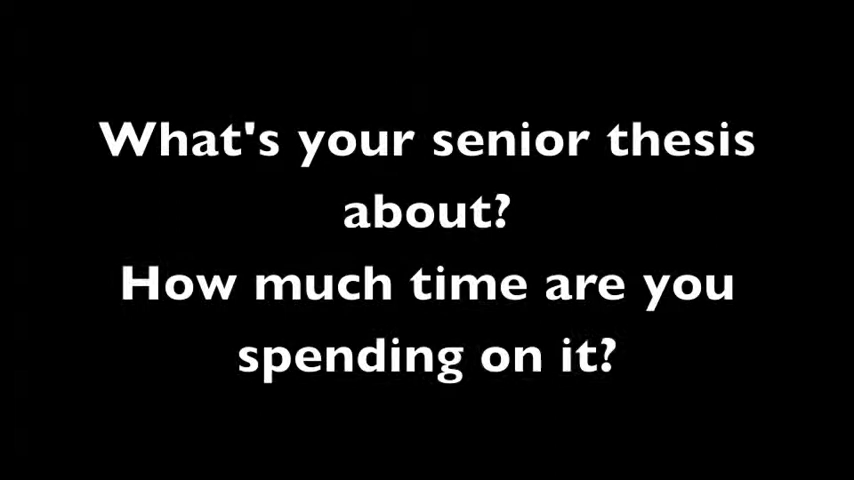 What's your senior thesis
about?
How much time are you
spending on it?